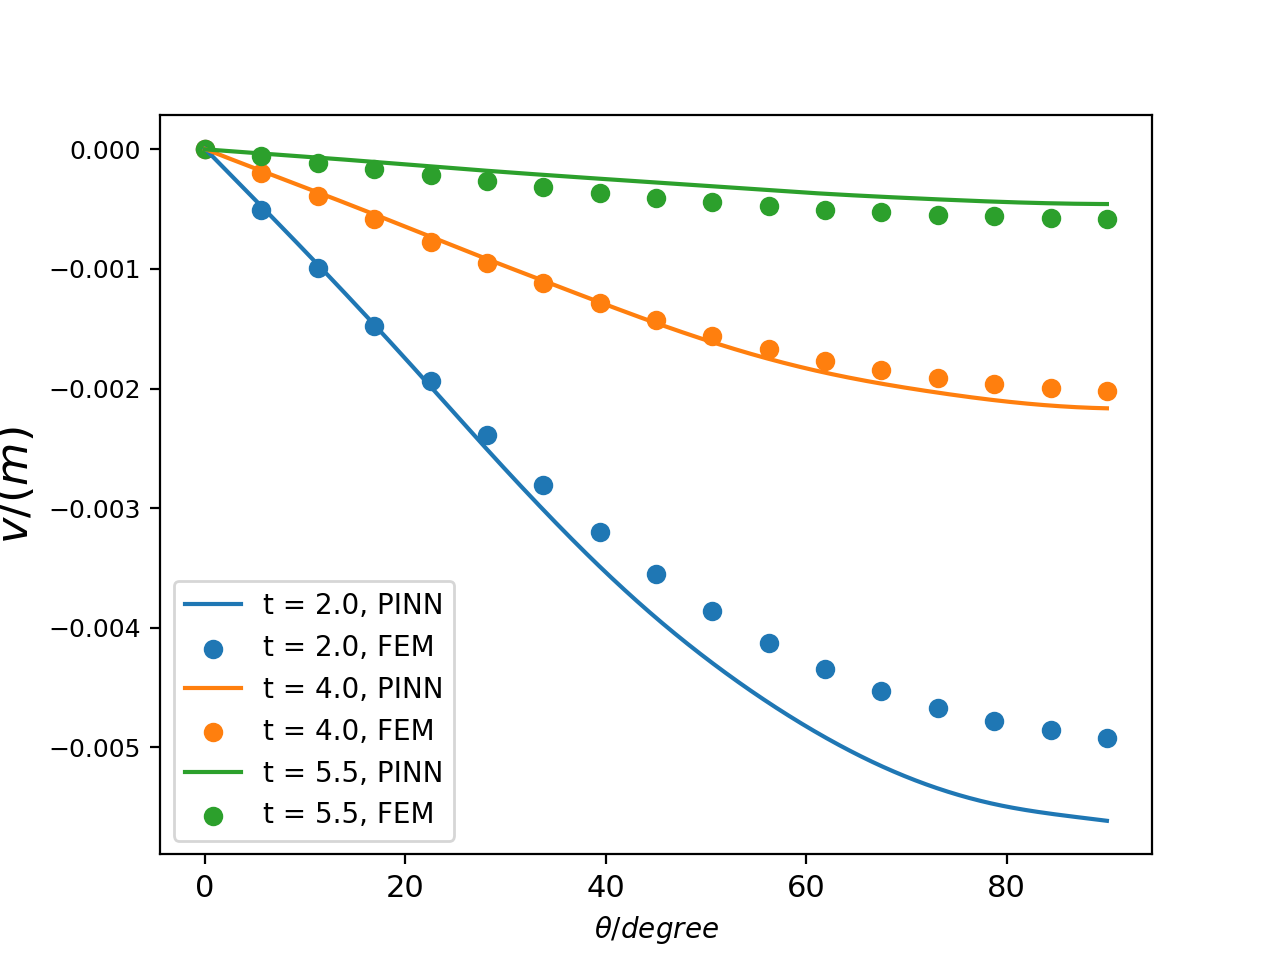 0.000
−0.001
−0.002
−0.003
−0.004
−0.005
v/(m)
t = 2.0, PINN
t = 2.0, FEM
t = 4.0, PINN
t = 4.0, FEM
t = 5.5, PINN
t = 5.5, FEM
0 20 40 60 80
θ/degree